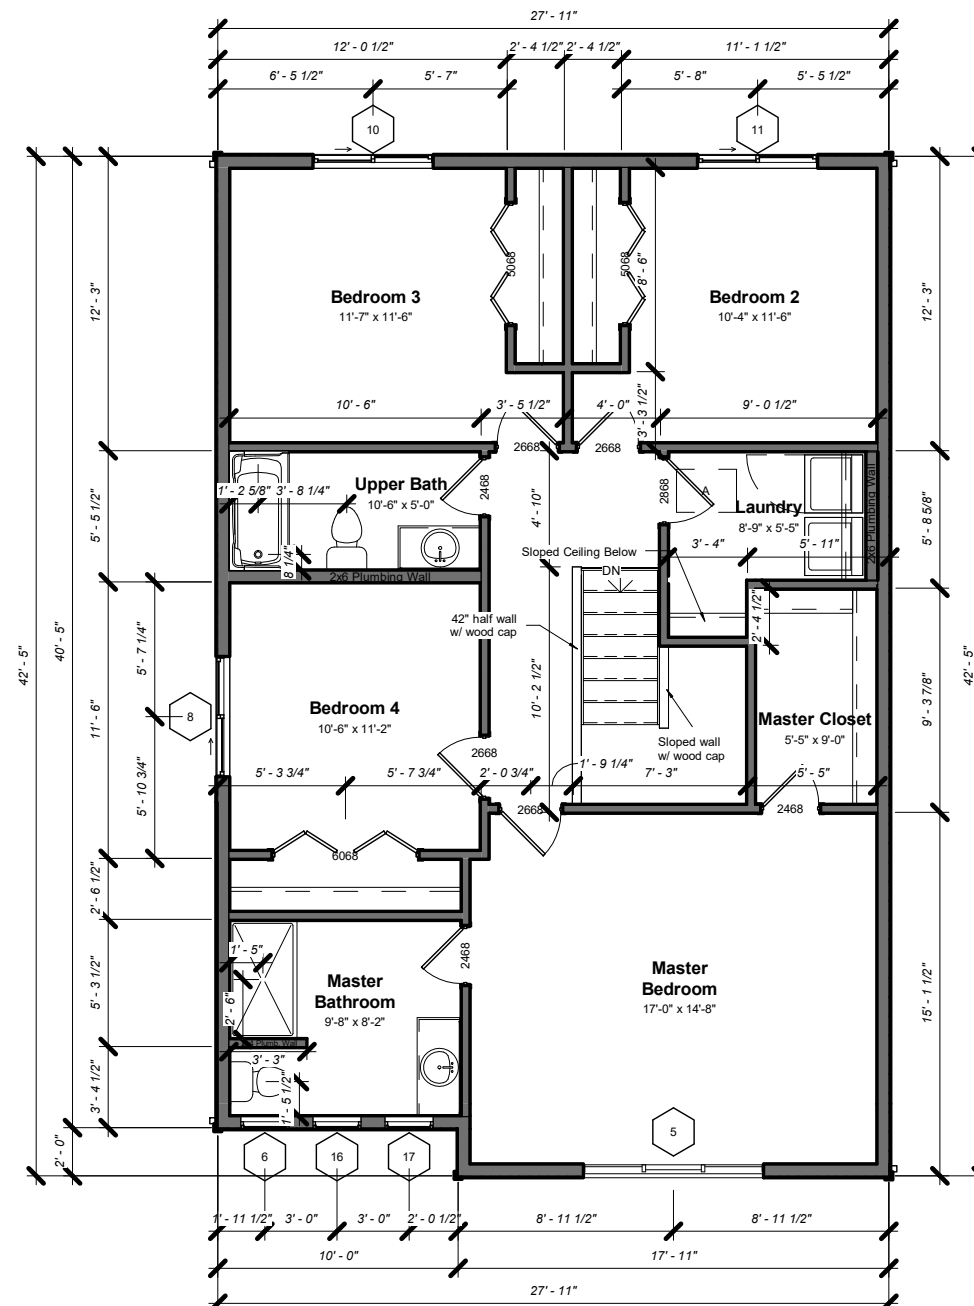 27' - 11"
12' - 0 1/2"
2' - 4 1/2"
2' - 4 1/2"
11' - 1 1/2"
6' - 5 1/2"
5' - 7"
5' - 8"
5' - 5 1/2"
10
11
42' - 5"
40' - 5"
12' - 3"
5068
5068
8' - 6"
12' - 3"
Bedroom 3
11'-7" x 11'-6"
Bedroom 2
10'-4" x 11'-6"
10' - 6"
3' - 5 1/2"
4' - 0"
3' - 3 1/2"
9' - 0 1/2"
2668
2668
5' - 5 1/2"
1' - 2 5/8"
3' - 8 1/4"
Upper Bath
10'-6" x 5'-0"
2468
4' - 10"
2868
A
Laundry
8'-9" x 5'-5"
2x6 Plumbing Wall
5' - 8 5/8"
8 1/4"
2x6 Plumbing Wall
Sloped Ceiling Below
DN
3' - 4"
5' - 11"
42" half wall
w/ wood cap
2' - 4 1/2"
5' - 7 1/4"
11' - 6"
8
Bedroom 4
10'-6" x 11'-2"
10' - 2 1/2"
Master Closet
5'-5" x 9'-0"
9' - 3 7/8"
42' - 5"
Sloped wall
w/ wood cap
2668
5' - 10 3/4"
5' - 3 3/4"
5' - 7 3/4"
2' - 0 3/4"
1' - 9 1/4"
7' - 3"
5' - 5"
2668
2468
6068
2' - 6 1/2"
5' - 3 1/2"
1' - 5"
2' - 6"
2468
Master
Bathroom
9'-8" x 8'-2"
Master
Bedroom
17'-0" x 14'-8"
15' - 1 1/2"
Plumb. Wall
3' - 3"
1' - 5 1/2"
3' - 4 1/2"
2' - 0"
6
16
17
5
1' - 11 1/2"
3' - 0"
3' - 0"
2' - 0 1/2"
8' - 11 1/2"
8' - 11 1/2"
10' - 0"
17' - 11"
27' - 11"